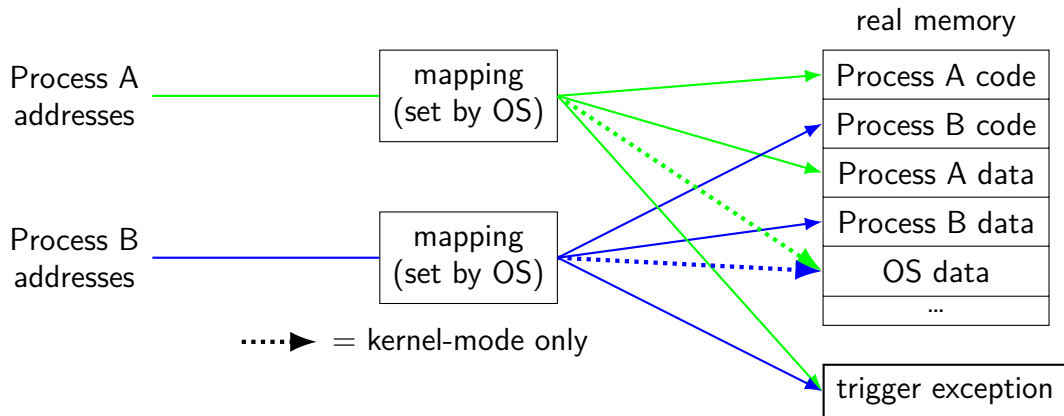 real memory
Process A
addresses
mapping
(set by OS)
Process A code
Process B code
Process A data
Process B data
OS data
...
Process B
addresses
mapping
(set by OS)
= kernel-mode only
trigger exception